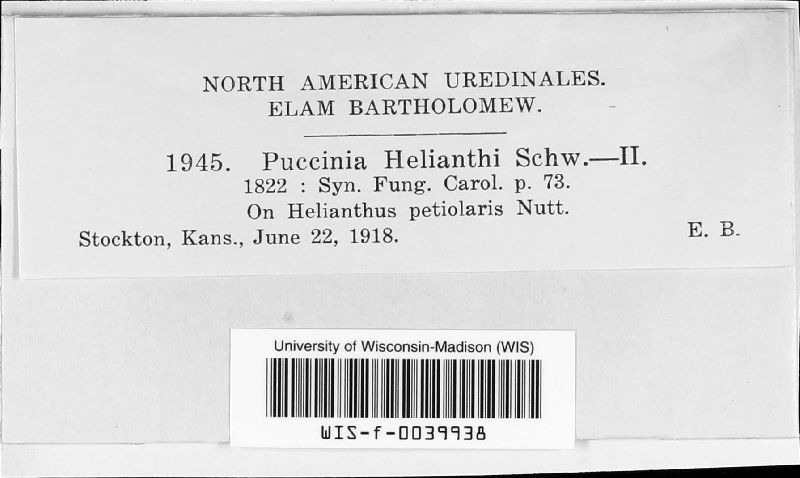 NORTH AMERICAN UREDINALES.
ELAM BARTHOLOMEW.
1945. Puccinia Helianthi Schw.—II.
1822 : Syn. Fung. Carol. p. 73.
On Helianthus petiolaris Nutt.
Stockton, Kans., June 22, 1918. E. B.
University of Wisconsin-Madison (WIS)
WIS-f-0039938